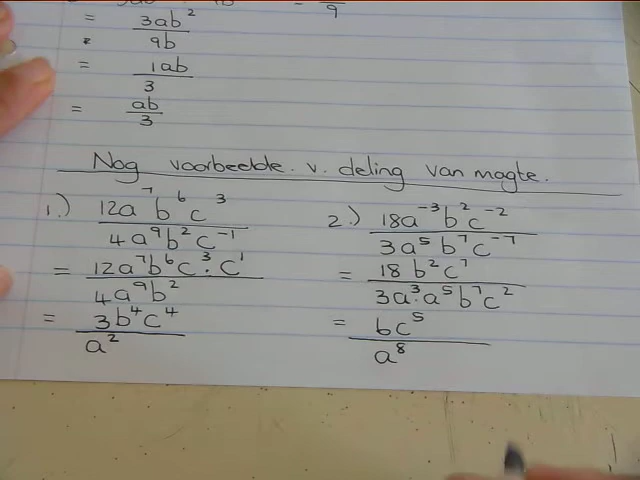 = 3ab²/9b
= 1ab/3
= ab/3
Nog voorbeelde. v. deling van magte.
1.) 12a⁷b⁶c³/4a⁹b²c⁻¹
= 12a⁷b⁶c³·c¹/4a⁹b²
= 3b⁴c⁴/a²
2.) 18a⁻³b²c⁻²/3a⁵b⁷c⁻⁷
= 18b²c⁷/3a³·a⁵b⁷c²
= bc⁵/a⁸